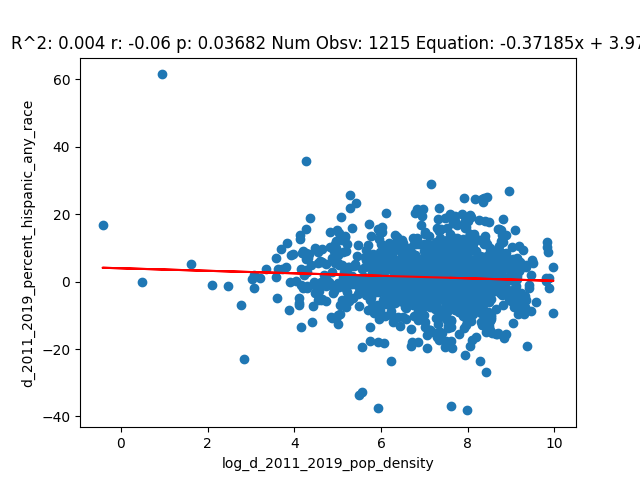 R^2: 0.004 r: -0.06 p: 0.03682 Num Obsv: 1215 Equation: -0.37185x + 3.97
60
40
20
0
−20
−40
d_2011_2019_percent_hispanic_any_race
0 2 4 6 8 10
log_d_2011_2019_pop_density